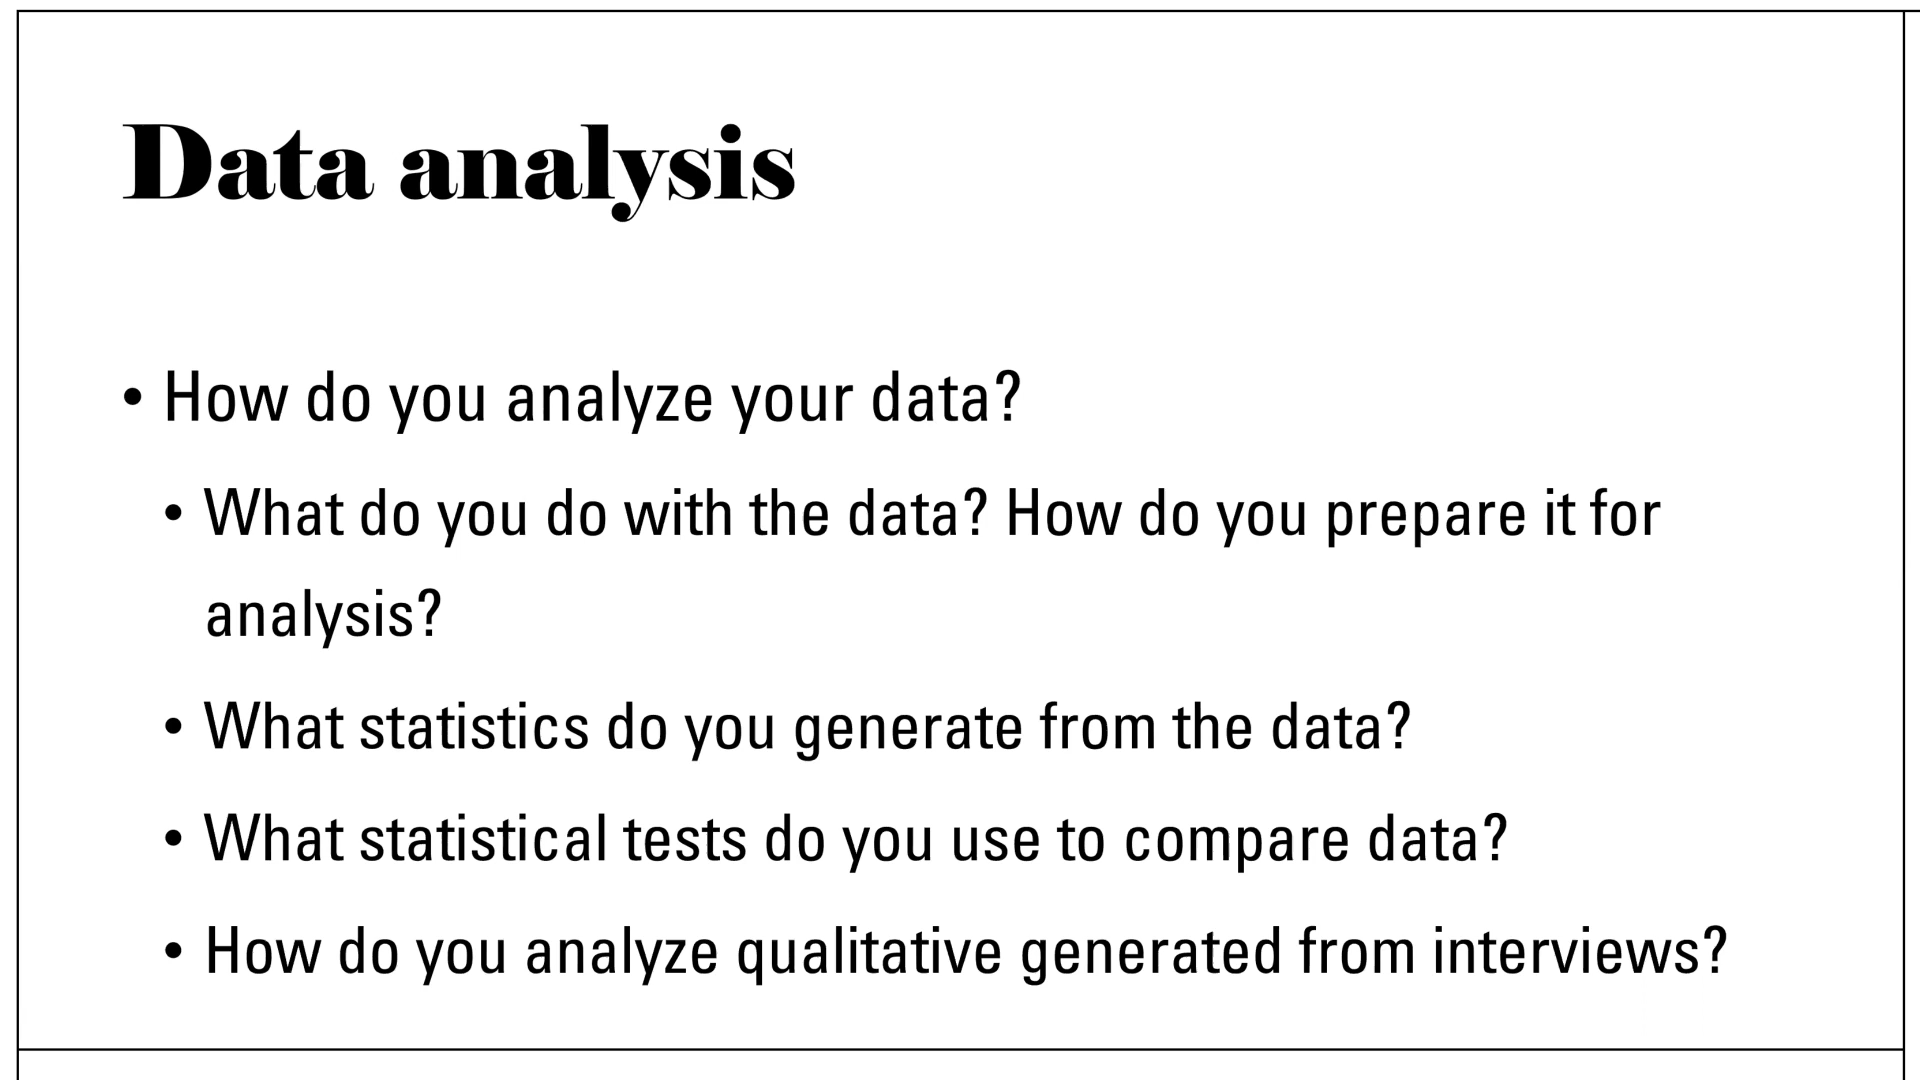 Data analysis
• How do you analyze your data?
• What do you do with the data? How do you prepare it for
analysis?
• What statistics do you generate from the data?
• What statistical tests do you use to compare data?
• How do you analyze qualitative generated from interviews?